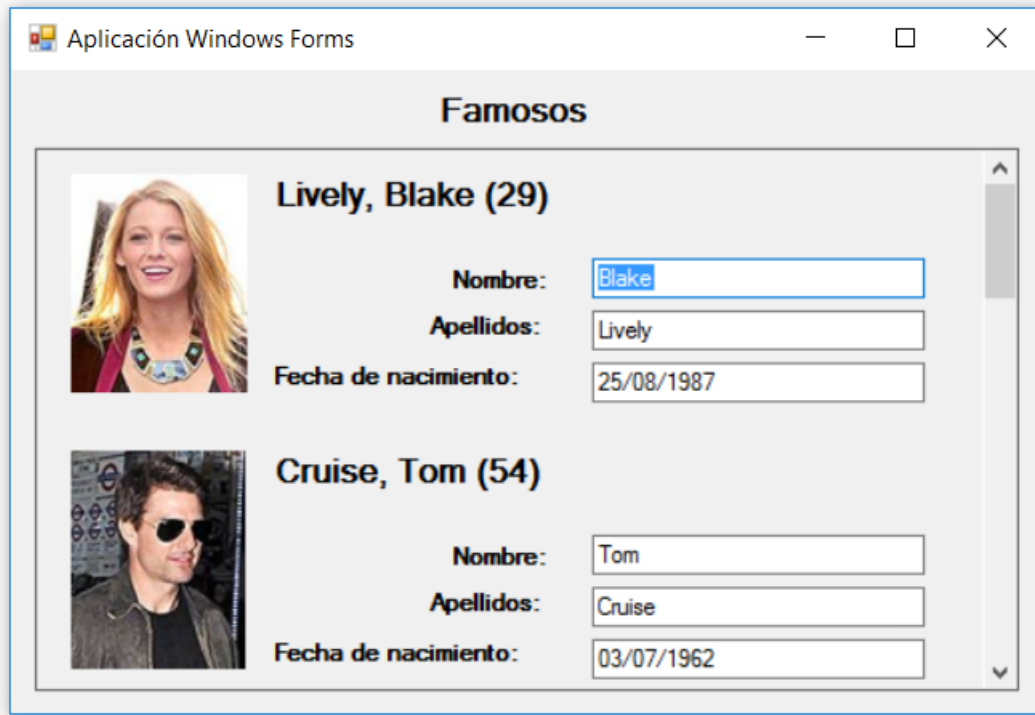 Aplicación Windows Forms
Famosos
Lively, Blake (29)
Nombre: Blake
Apellidos: Lively
Fecha de nacimiento: 25/08/1987
Cruise, Tom (54)
Nombre: Tom
Apellidos: Cruise
Fecha de nacimiento: 03/07/1962